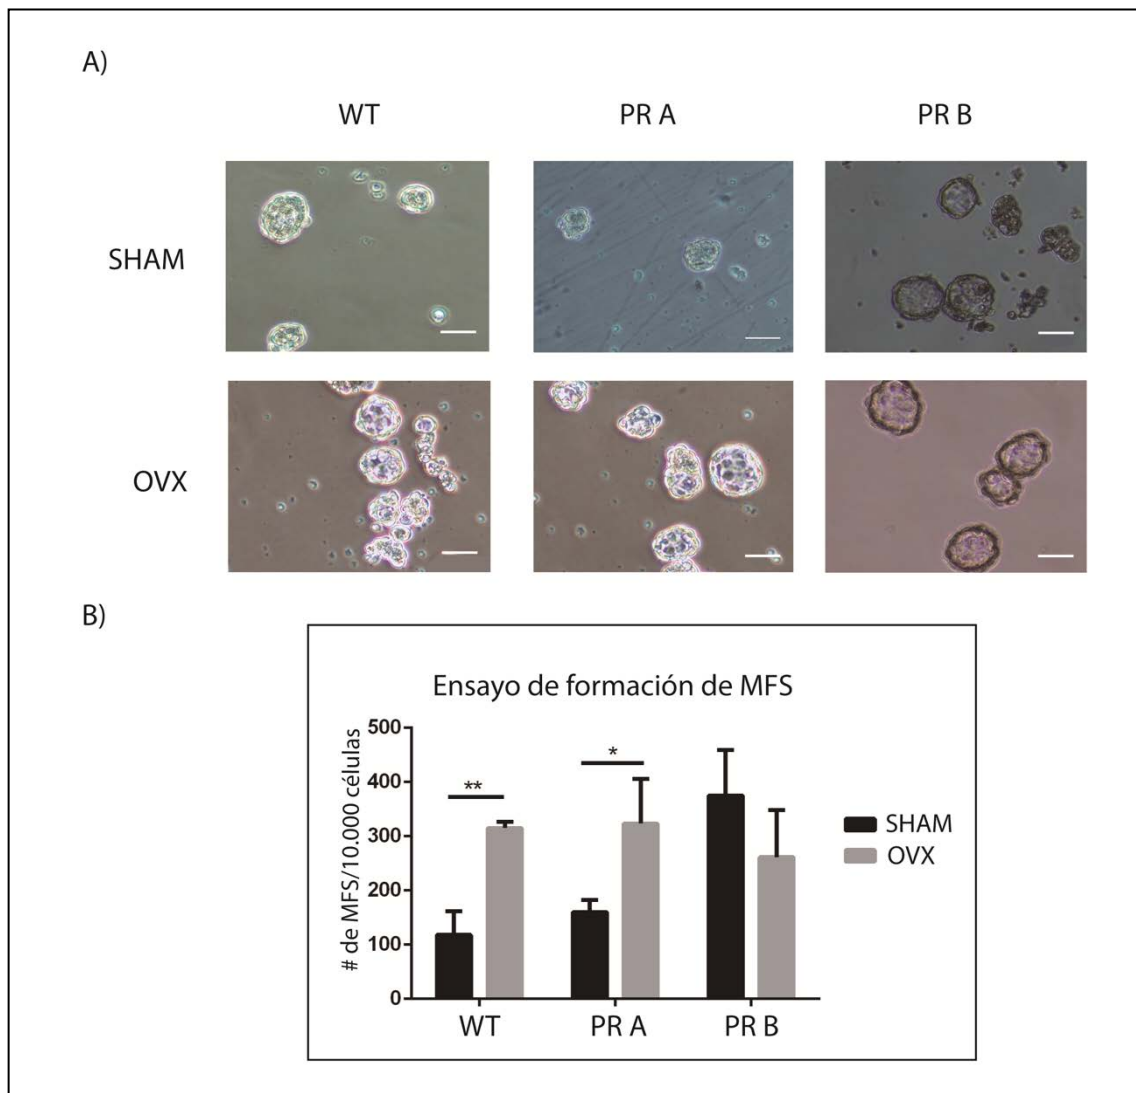 A)
WT PR A PR B
SHAM
OVX
B)
Ensayo de formación de MFS
# de MFS/10.000 células
500
400
300
200
100
0
**
*
WT PR A PR B
SHAM
OVX